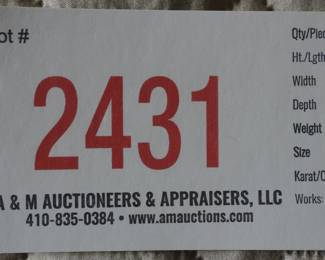 ot #
2431
A & M AUCTIONEERS & APPRAISERS, LLC
410-835-0384 • www.amauctions.com
Qty/Pie
Ht./Lgth
Width
Depth
Weight
Size
Karat/C
Works: